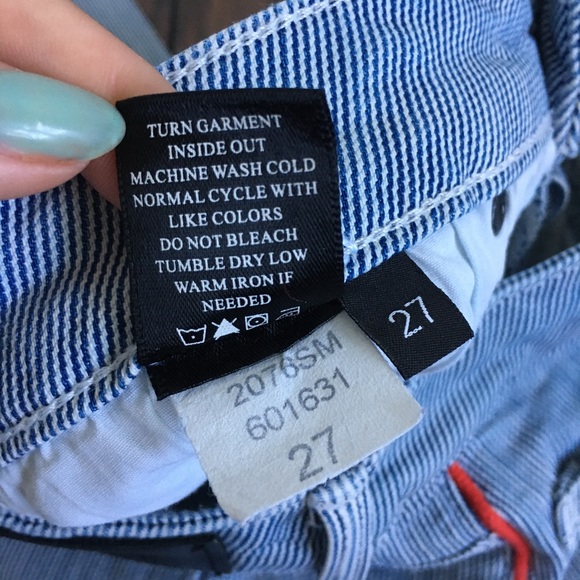 TURN GARMENT
INSIDE OUT
MACHINE WASH COLD
NORMAL CYCLE WITH
LIKE COLORS
DO NOT BLEACH
TUMBLE DRY LOW
WARM IRON IF
NEEDED
27
2076SM
601631
27